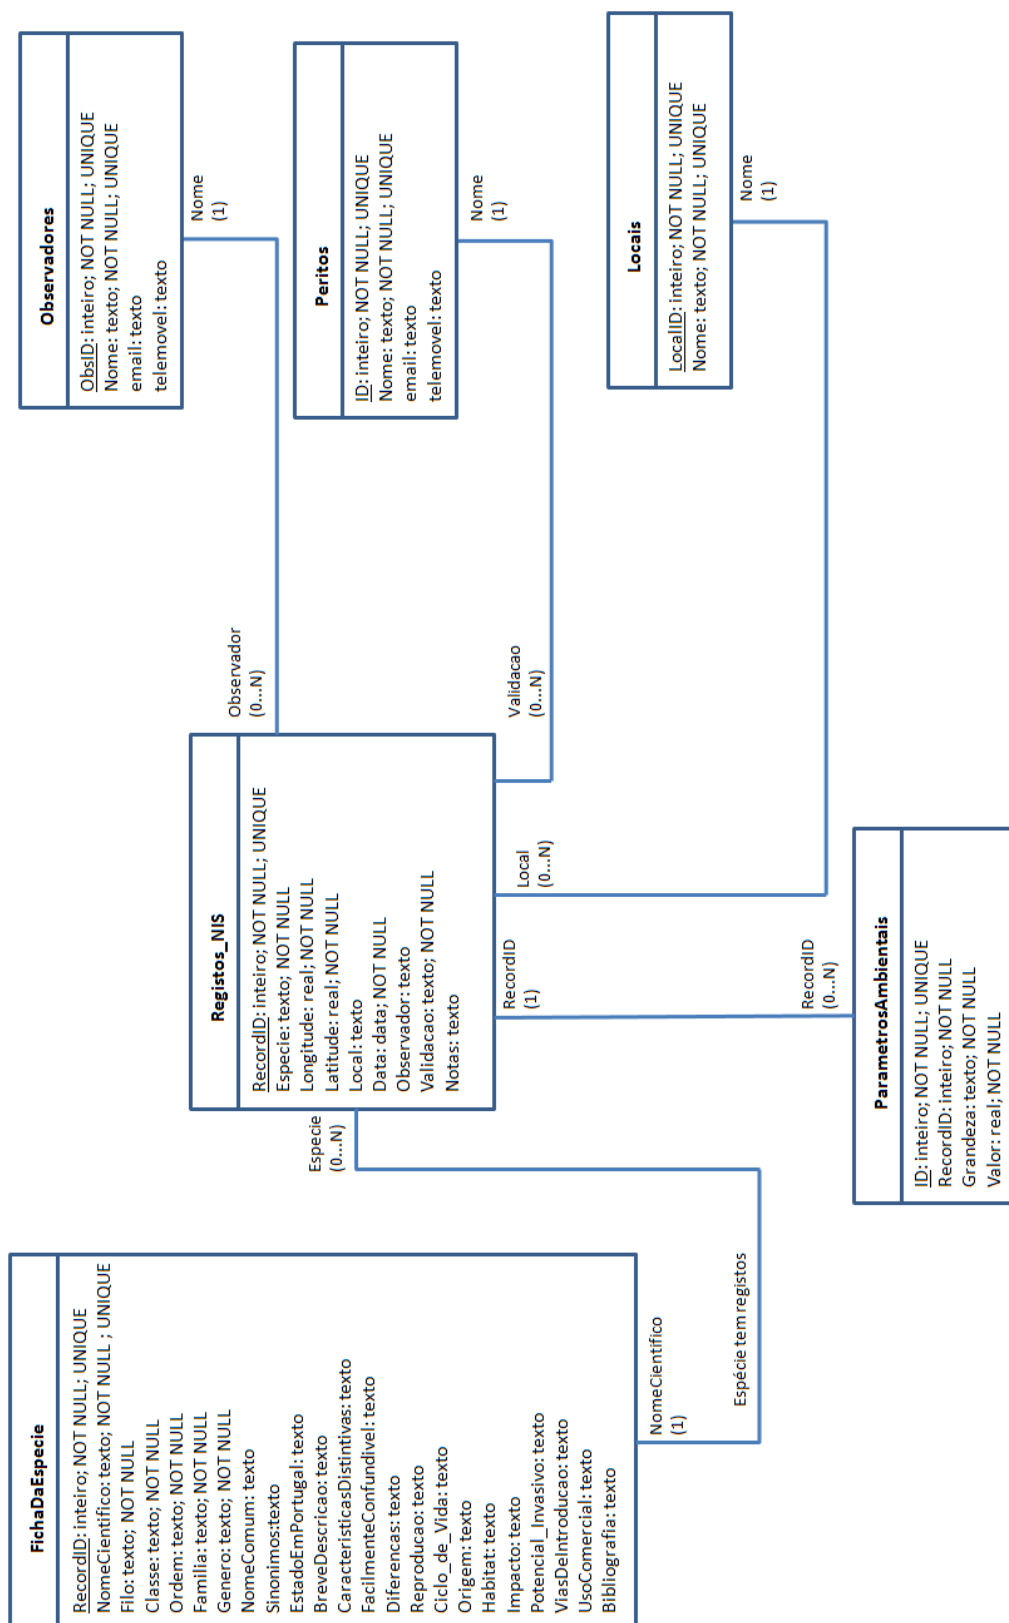 FichaDaEspecie
RecordID: inteiro; NOT NULL; UNIQUE
NomeCientifico: texto; NOT NULL ; UNIQUE
Filo: texto; NOT NULL
Classe: texto; NOT NULL
Ordem: texto; NOT NULL
Familia: texto; NOT NULL
Genero: texto; NOT NULL
NomeComum: texto
Sinonimos:texto
EstadoEmPortugal: texto
BreveDescricao: texto
CaracteristicasDistintivas: texto
FacilmenteConfundivel: texto
Diferencas: texto
Reproducao: texto
Ciclo_de_Vida: texto
Origem: texto
Habitat: texto
Impacto: texto
Potencial_Invasivo: texto
ViasDeIntroducao: texto
UsoComercial: texto
Bibliografia: texto
NomeCientifico
(1)
Espécie tem registos
Especie
(0...N)
Registos_NIS
RecordID: inteiro; NOT NULL; UNIQUE
Especie: texto; NOT NULL
Longitude: real; NOT NULL
Latitude: real; NOT NULL
Local: texto
Data: data; NOT NULL
Observador: texto
Validacao: texto; NOT NULL
Notas: texto
Observador
(0...N)
Validacao
(0...N)
Local
(0...N)
RecordID
(1)
RecordID
(0...N)
ParametrosAmbientais
ID: inteiro; NOT NULL; UNIQUE
RecordID: inteiro; NOT NULL
Grandeza: texto; NOT NULL
Valor: real; NOT NULL
Observadores
ObsID: inteiro; NOT NULL; UNIQUE
Nome: texto; NOT NULL; UNIQUE
email: texto
telemovel: texto
Nome
(1)
Peritos
ID: inteiro; NOT NULL; UNIQUE
Nome: texto; NOT NULL; UNIQUE
email: texto
telemovel: texto
Nome
(1)
Locais
LocalID: inteiro; NOT NULL; UNIQUE
Nome: texto; NOT NULL; UNIQUE
Nome
(1)